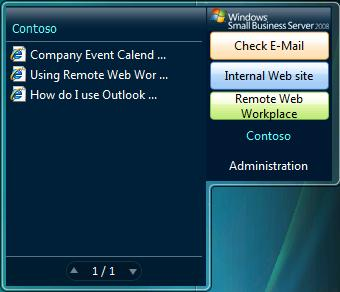 Contoso
Company Event Calend ...
Using Remote Web Wor ...
How do I use Outlook ...
1 / 1
Windows
Small Business Server 2008
Check E-Mail
Internal Web site
Remote Web
Workplace
Contoso
Administration